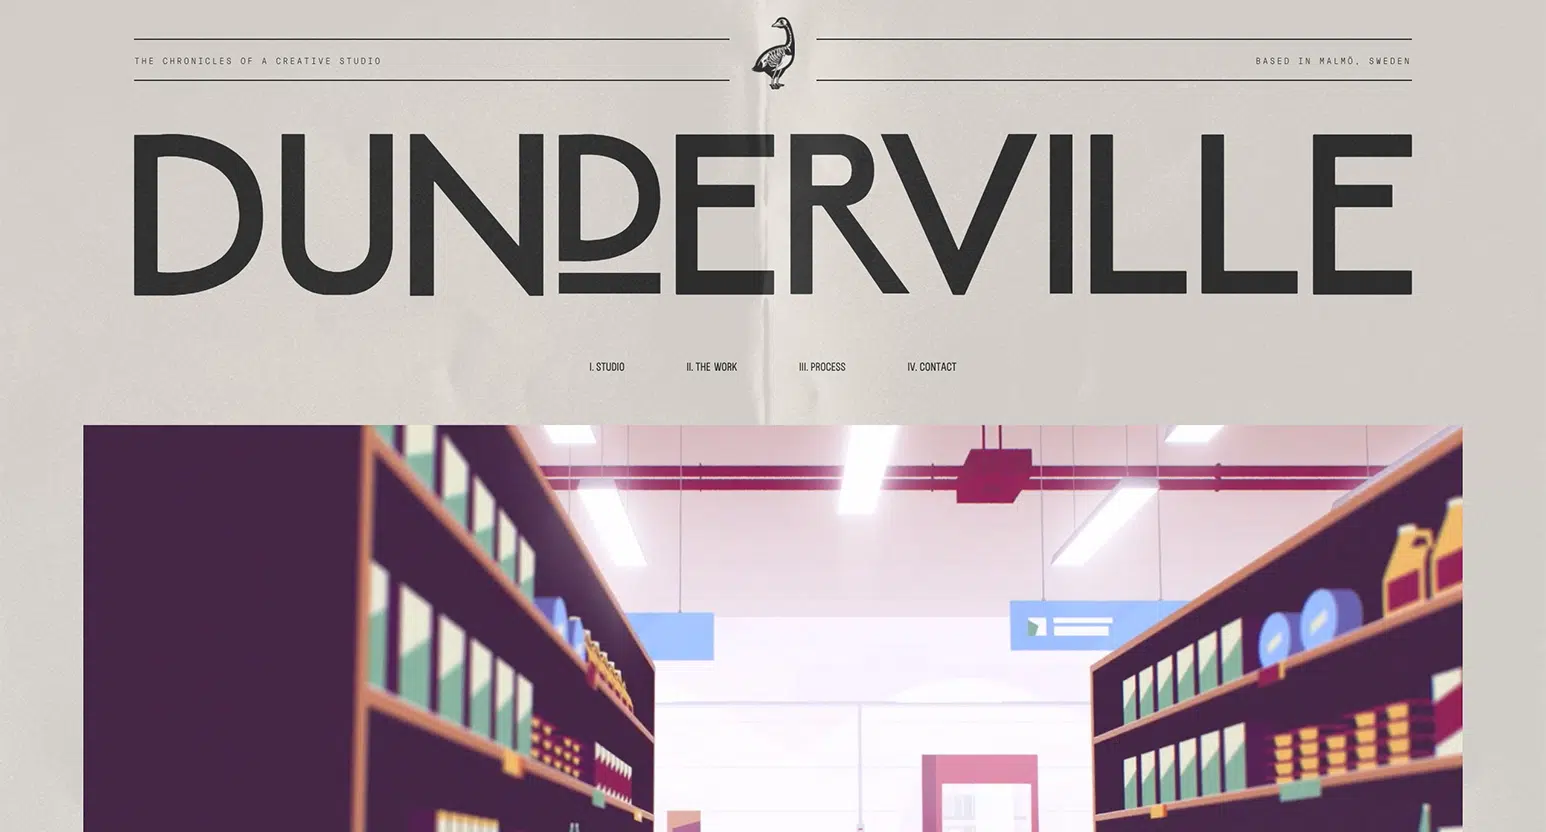 THE CHRONICLES OF A CREATIVE STUDIO
BASED IN MALMÖ, SWEDEN
DUNDERVILLE
I. STUDIO
II. THE WORK
III. PROCESS
IV. CONTACT